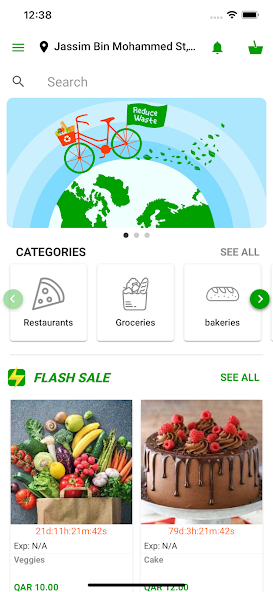 12:38
Jassim Bin Mohammed St,...
Search
Reduce
Waste
CATEGORIES
SEE ALL
Restaurants
Groceries
bakeries
FLASH SALE
SEE ALL
21d:11h:21m:42s
79d:3h:21m:42s
Exp: N/A
Exp: N/A
Veggies
Cake
QAR 10.00
QAR 12.00